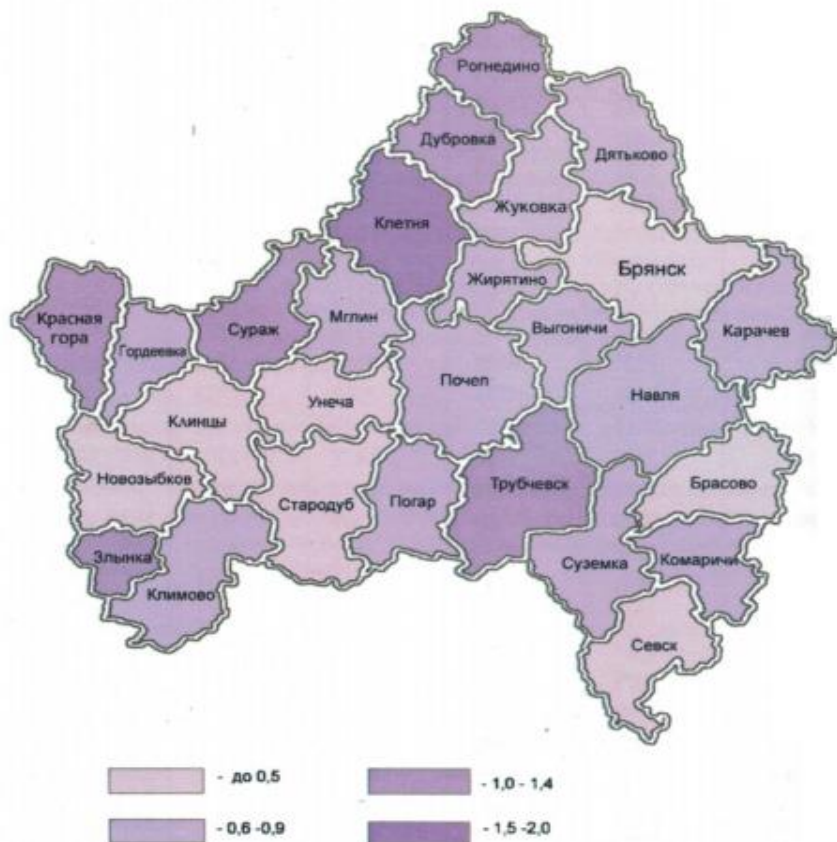 Рогнедино
Дубровка
Дятьково
Жуковка
Клетня
Брянск
Жирятино
Красная
гора
Гордеевка
Сураж
Мглин
Выгоничи
Карачев
Почеп
Навля
Унеча
Клинцы
Новозыбков
Стародуб
Погар
Трубчевск
Брасово
Злынка
Климово
Суземка
Комаричи
Севск
- до 0,5
- 1,0 - 1,4
- 0,6 -0,9
- 1,5 -2,0